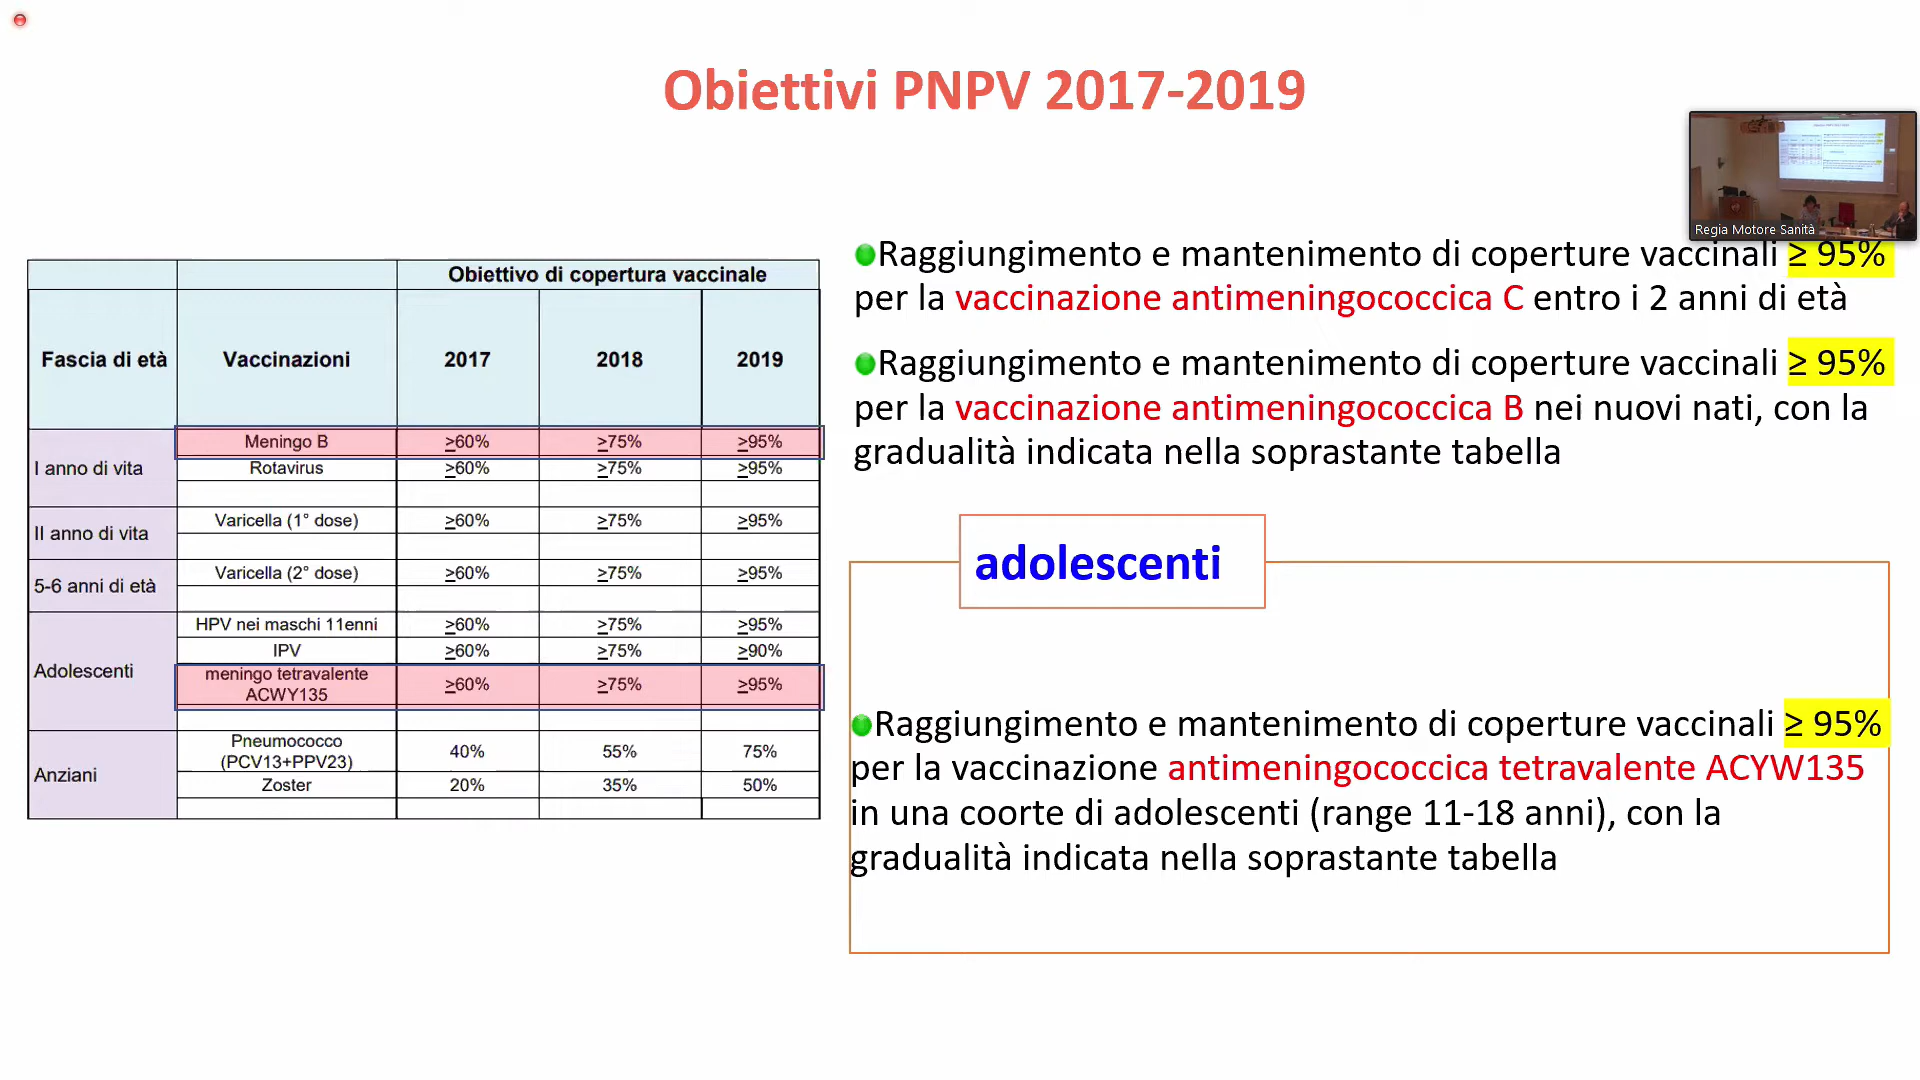 Obiettivi PNPV 2017-2019
Regia Motore Sanità
Obiettivo di copertura vaccinale
Fascia di età Vaccinazioni 2017 2018 2019
I anno di vita
Meningo B ≥60% ≥75% ≥95%
Rotavirus ≥60% ≥75% ≥95%
II anno di vita
Varicella (1° dose) ≥60% ≥75% ≥95%
5-6 anni di età
Varicella (2° dose) ≥60% ≥75% ≥95%
Adolescenti
HPV nei maschi 11enni ≥60% ≥75% ≥95%
IPV ≥60% ≥75% ≥90%
meningo tetravalente
ACWY135 ≥60% ≥75% ≥95%
Anziani
Pneumococco
(PCV13+PPV23) 40% 55% 75%
Zoster 20% 35% 50%
Raggiungimento e mantenimento di coperture vaccinali ≥ 95%
per la vaccinazione antimeningococcica C entro i 2 anni di età
Raggiungimento e mantenimento di coperture vaccinali ≥ 95%
per la vaccinazione antimeningococcica B nei nuovi nati, con la
gradualità indicata nella soprastante tabella
adolescenti
Raggiungimento e mantenimento di coperture vaccinali ≥ 95%
per la vaccinazione antimeningococcica tetravalente ACYW135
in una coorte di adolescenti (range 11-18 anni), con la
gradualità indicata nella soprastante tabella